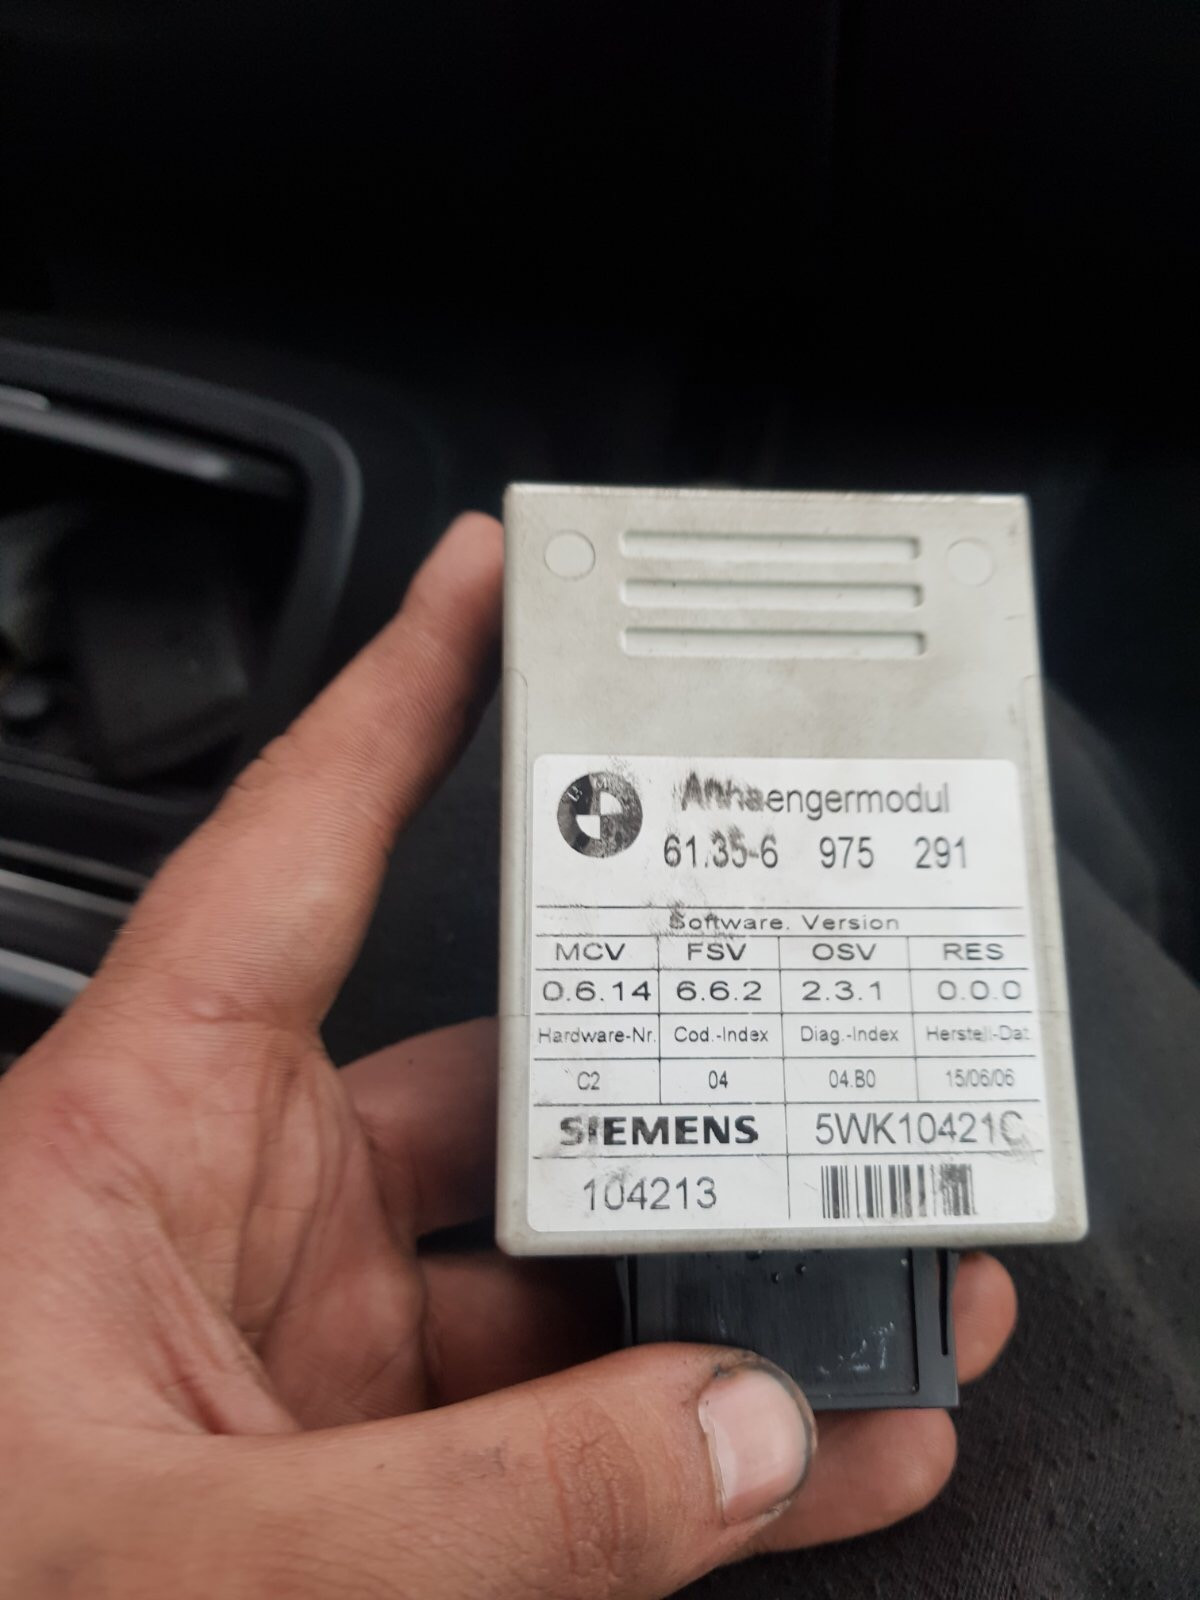 Anhaengermodul
61.35-6 975 291
Software. Version
MCV FSV OSV RES
0.6.14 6.6.2 2.3.1 0.0.0
Hardware-Nr. Cod.-Index Diag.-Index Herstell-Dat.
C2 04 04.B0 15/06/06
SIEMENS 5WK10421C
104213